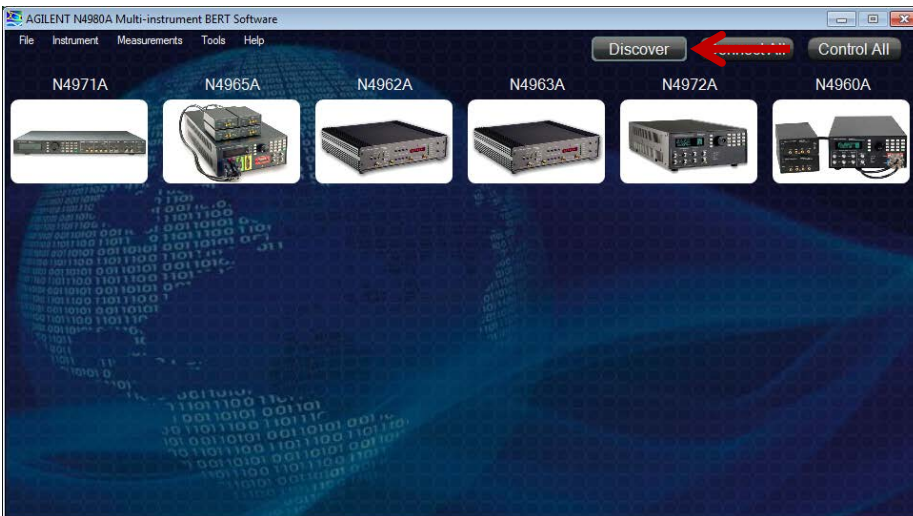 AGILENT N4980A Multi-instrument BERT Software
File Instrument Measurements Tools Help
Discover All Control All
N4971A N4965A N4962A N4963A N4972A N4960A